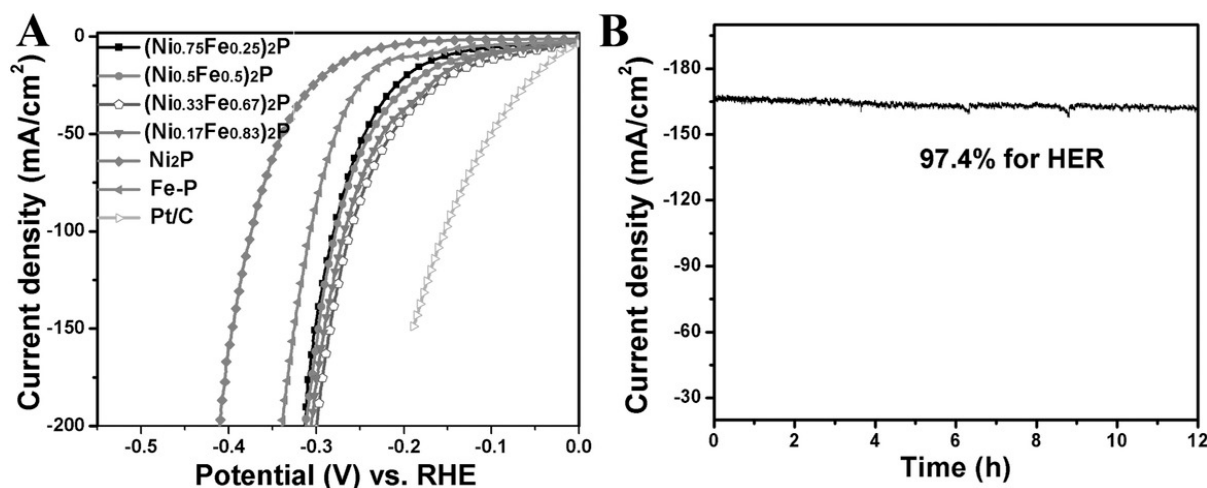 A
0
-50
-100
-150
-200
(Ni0.75Fe0.25)2P
(Ni0.5Fe0.5)2P
(Ni0.33Fe0.67)2P
(Ni0.17Fe0.83)2P
Ni2P
Fe-P
Pt/C
Current density (mA/cm²)
-0.5 -0.4 -0.3 -0.2 -0.1 0.0
Potential (V) vs. RHE
B
-180
-150
-120
-90
-60
-30
Current density (mA/cm²)
97.4% for HER
0 2 4 6 8 10 12
Time (h)